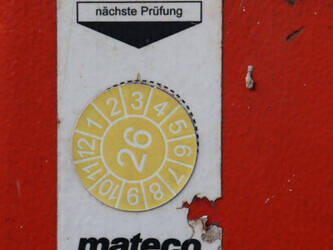 nächste Prüfung
1 2 3 4 5 6 7 8 9 10 11 12
26
mateco